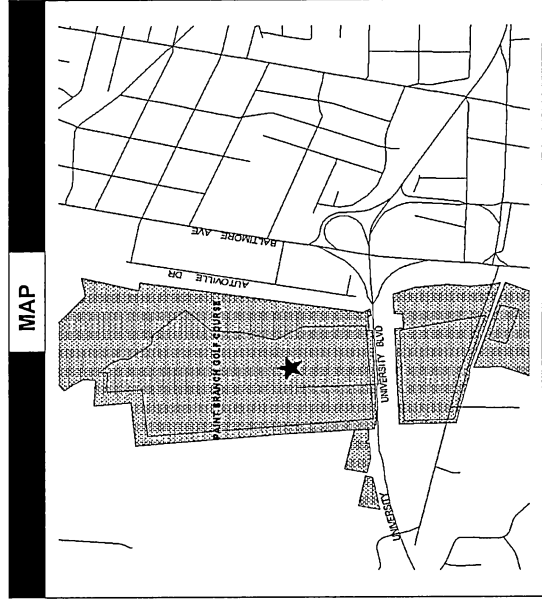 MAP
BALTIMORE AVE
AUTOVILLE DR
PAINT BRANCH GOLF COURSE
UNIVERSITY BLVD
UNIVERSITY